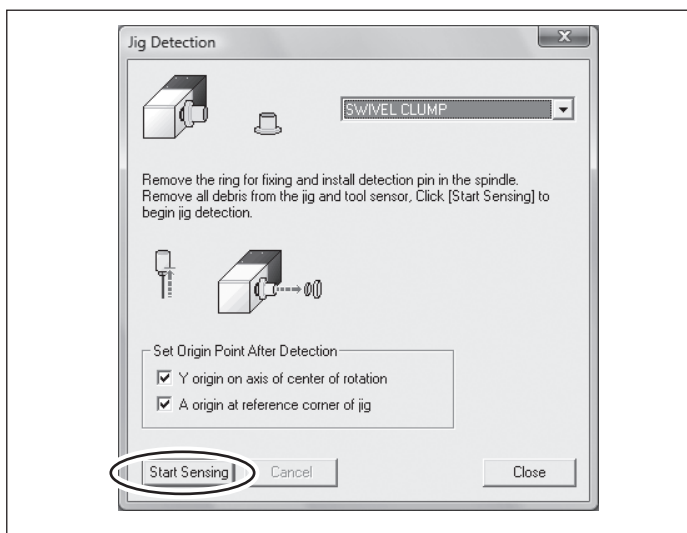 Jig Detection
SWIVEL CLUMP
Remove the ring for fixing and install detection pin in the spindle.
Remove all debris from the jig and tool sensor, Click [Start Sensing] to
begin jig detection.
Set Origin Point After Detection
Y origin on axis of center of rotation
A origin at reference corner of jig
Start Sensing
Cancel
Close